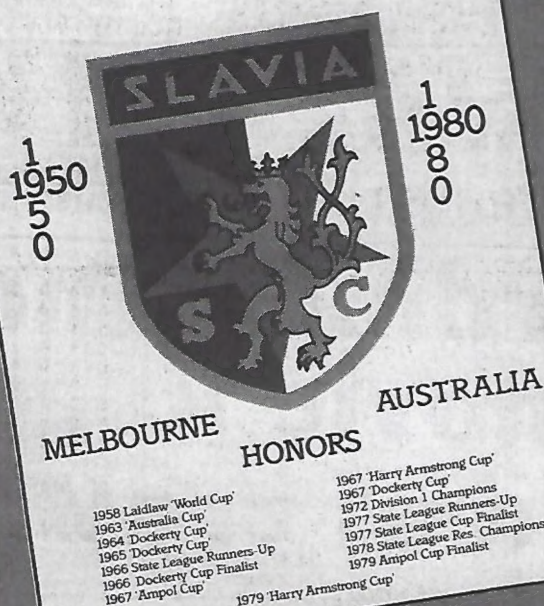 SLAVIA
S C
1
1950
5
0
1
1980
8
0
MELBOURNE
AUSTRALIA
HONORS
1958 Laidlaw 'World Cup'
1963 'Australia Cup'
1964 'Dockerty Cup'
1965 'Dockerty Cup'
1966 State League Runners-Up
1966 Dockerty Cup Finalist
1967 'Ampol Cup'
1967 'Harry Armstrong Cup'
1967 'Dockerty Cup'
1972 Division 1 Champions
1977 State League Runners-Up
1977 State League Cup Finalist
1978 State League Res. Champions
1979 Ampol Cup Finalist
1979 'Harry Armstrong Cup'